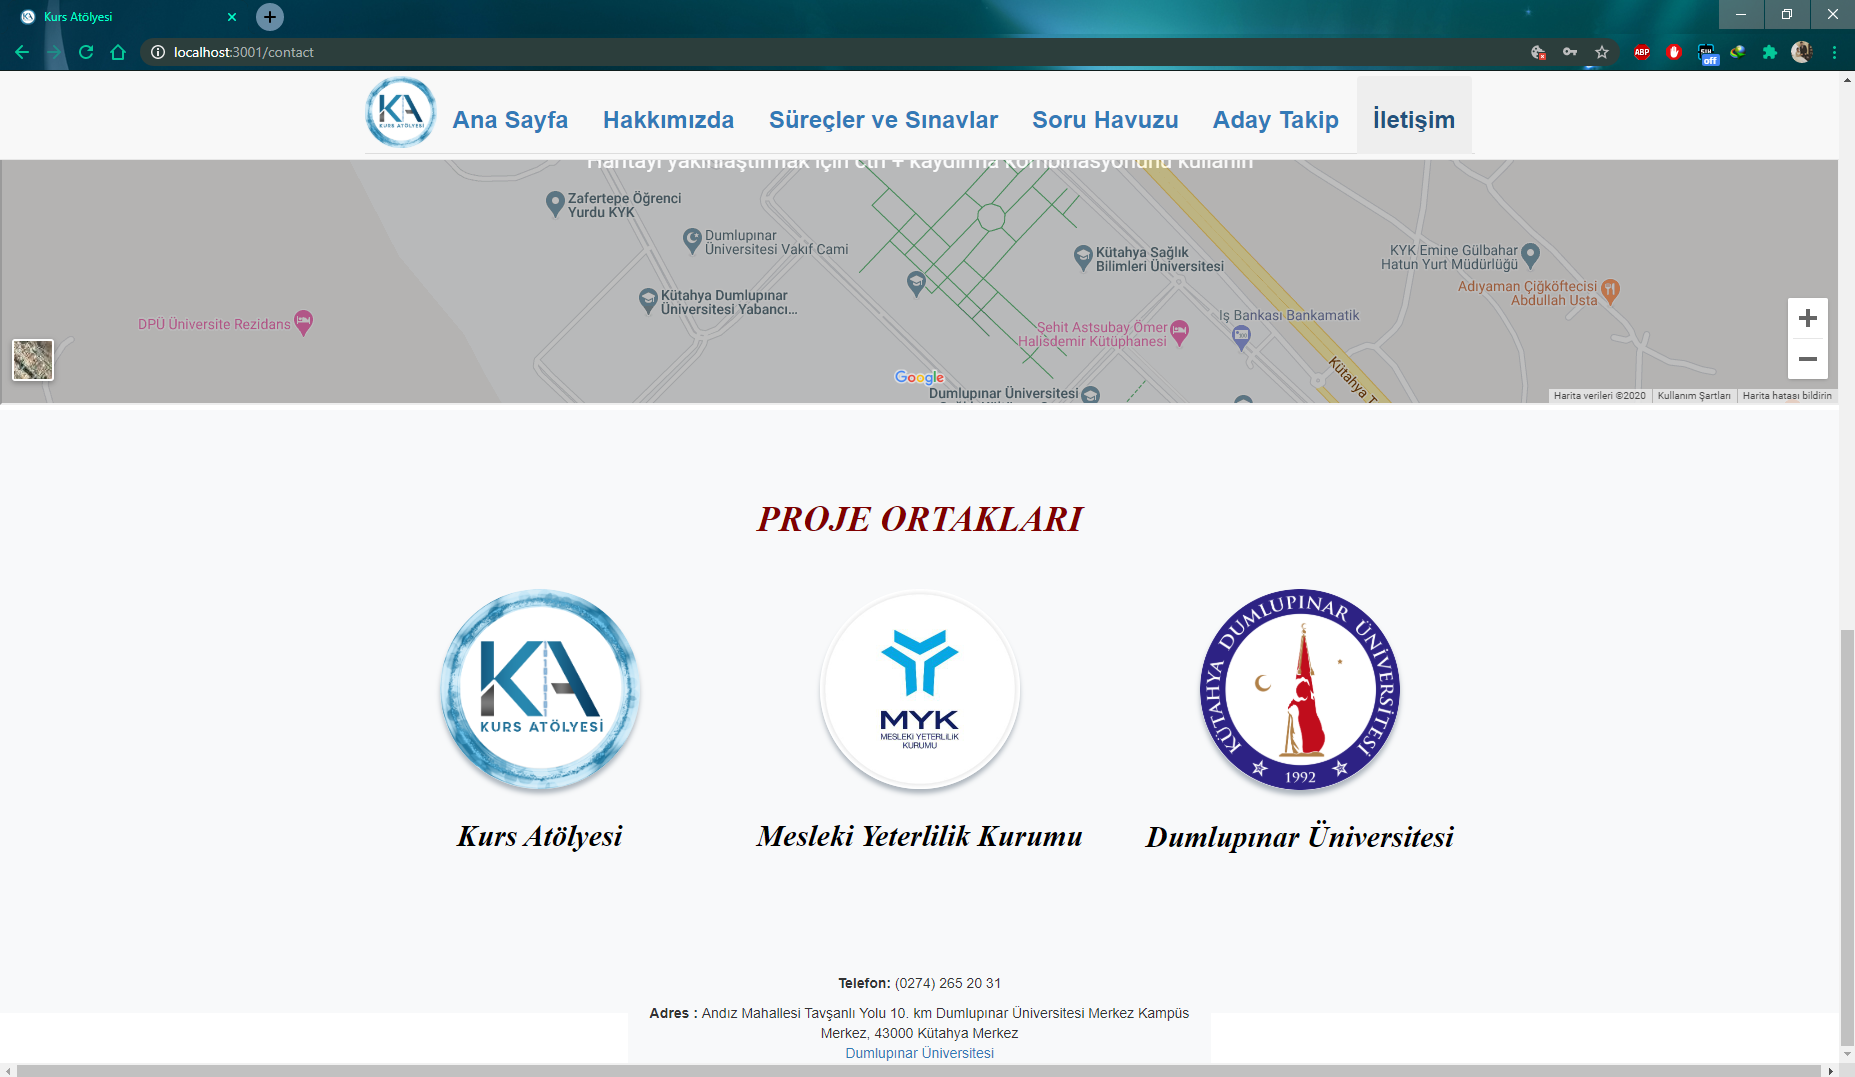 Kurs Atölyesi
localhost:3001/contact
ABP
off
KA
KURS ATÖLYESİ
Ana Sayfa
Hakkımızda
Süreçler ve Sınavlar
Soru Havuzu
Aday Takip
İletişim
Haritayı yakınlaştırmak için ctrl + kaydırma kombinasyonunu kullanın
Zafertepe Öğrenci
Yurdu KYK
Dumlupınar
Üniversitesi Vakıf Cami
Kütahya Sağlık
Bilimleri Üniversitesi
KYK Emine Gülbahar
Hatun Yurt Müdürlüğü
Adıyaman Çiğköftecisi
Abdullah Usta
Kütahya Dumlupınar
Üniversitesi Yabancı...
DPÜ Üniversite Rezidans
Şehit Astsubay Ömer
Halisdemir Kütüphanesi
İş Bankası Bankamatik
Kütahya T
Google
Dumlupınar Üniversitesi
Harita verileri ©2020
Kullanım Şartları
Harita hatası bildirin
PROJE ORTAKLARI
KA
KURS ATÖLYESİ
MYK
MESLEKİ YETERLİLİK
KURUMU
KÜTAHYA DUMLUPINAR ÜNİVERSİTESİ
1992
Kurs Atölyesi
Mesleki Yeterlilik Kurumu
Dumlupınar Üniversitesi
Telefon: (0274) 265 20 31
Adres : Andız Mahallesi Tavşanlı Yolu 10. km Dumlupınar Üniversitesi Merkez Kampüs
Merkez, 43000 Kütahya Merkez
Dumlupınar Üniversitesi